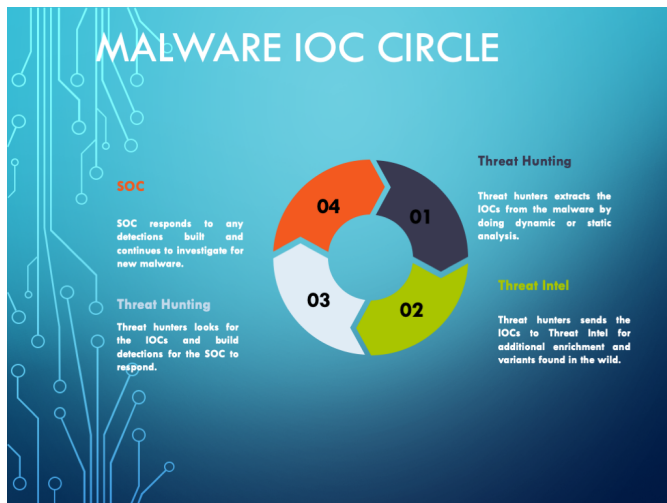 MALWARE IOC CIRCLE
Threat Hunting
Threat hunters extracts the
IOCs from the malware by
doing dynamic or static
analysis.
Threat Intel
Threat hunters sends the
IOCs to Threat Intel for
additional enrichment and
variants found in the wild.
Threat Hunting
Threat hunters looks for
the IOCs and build
detections for the SOC to
respond.
SOC
SOC responds to any
detections built and
continues to investigate for
new malware.
01
02
03
04